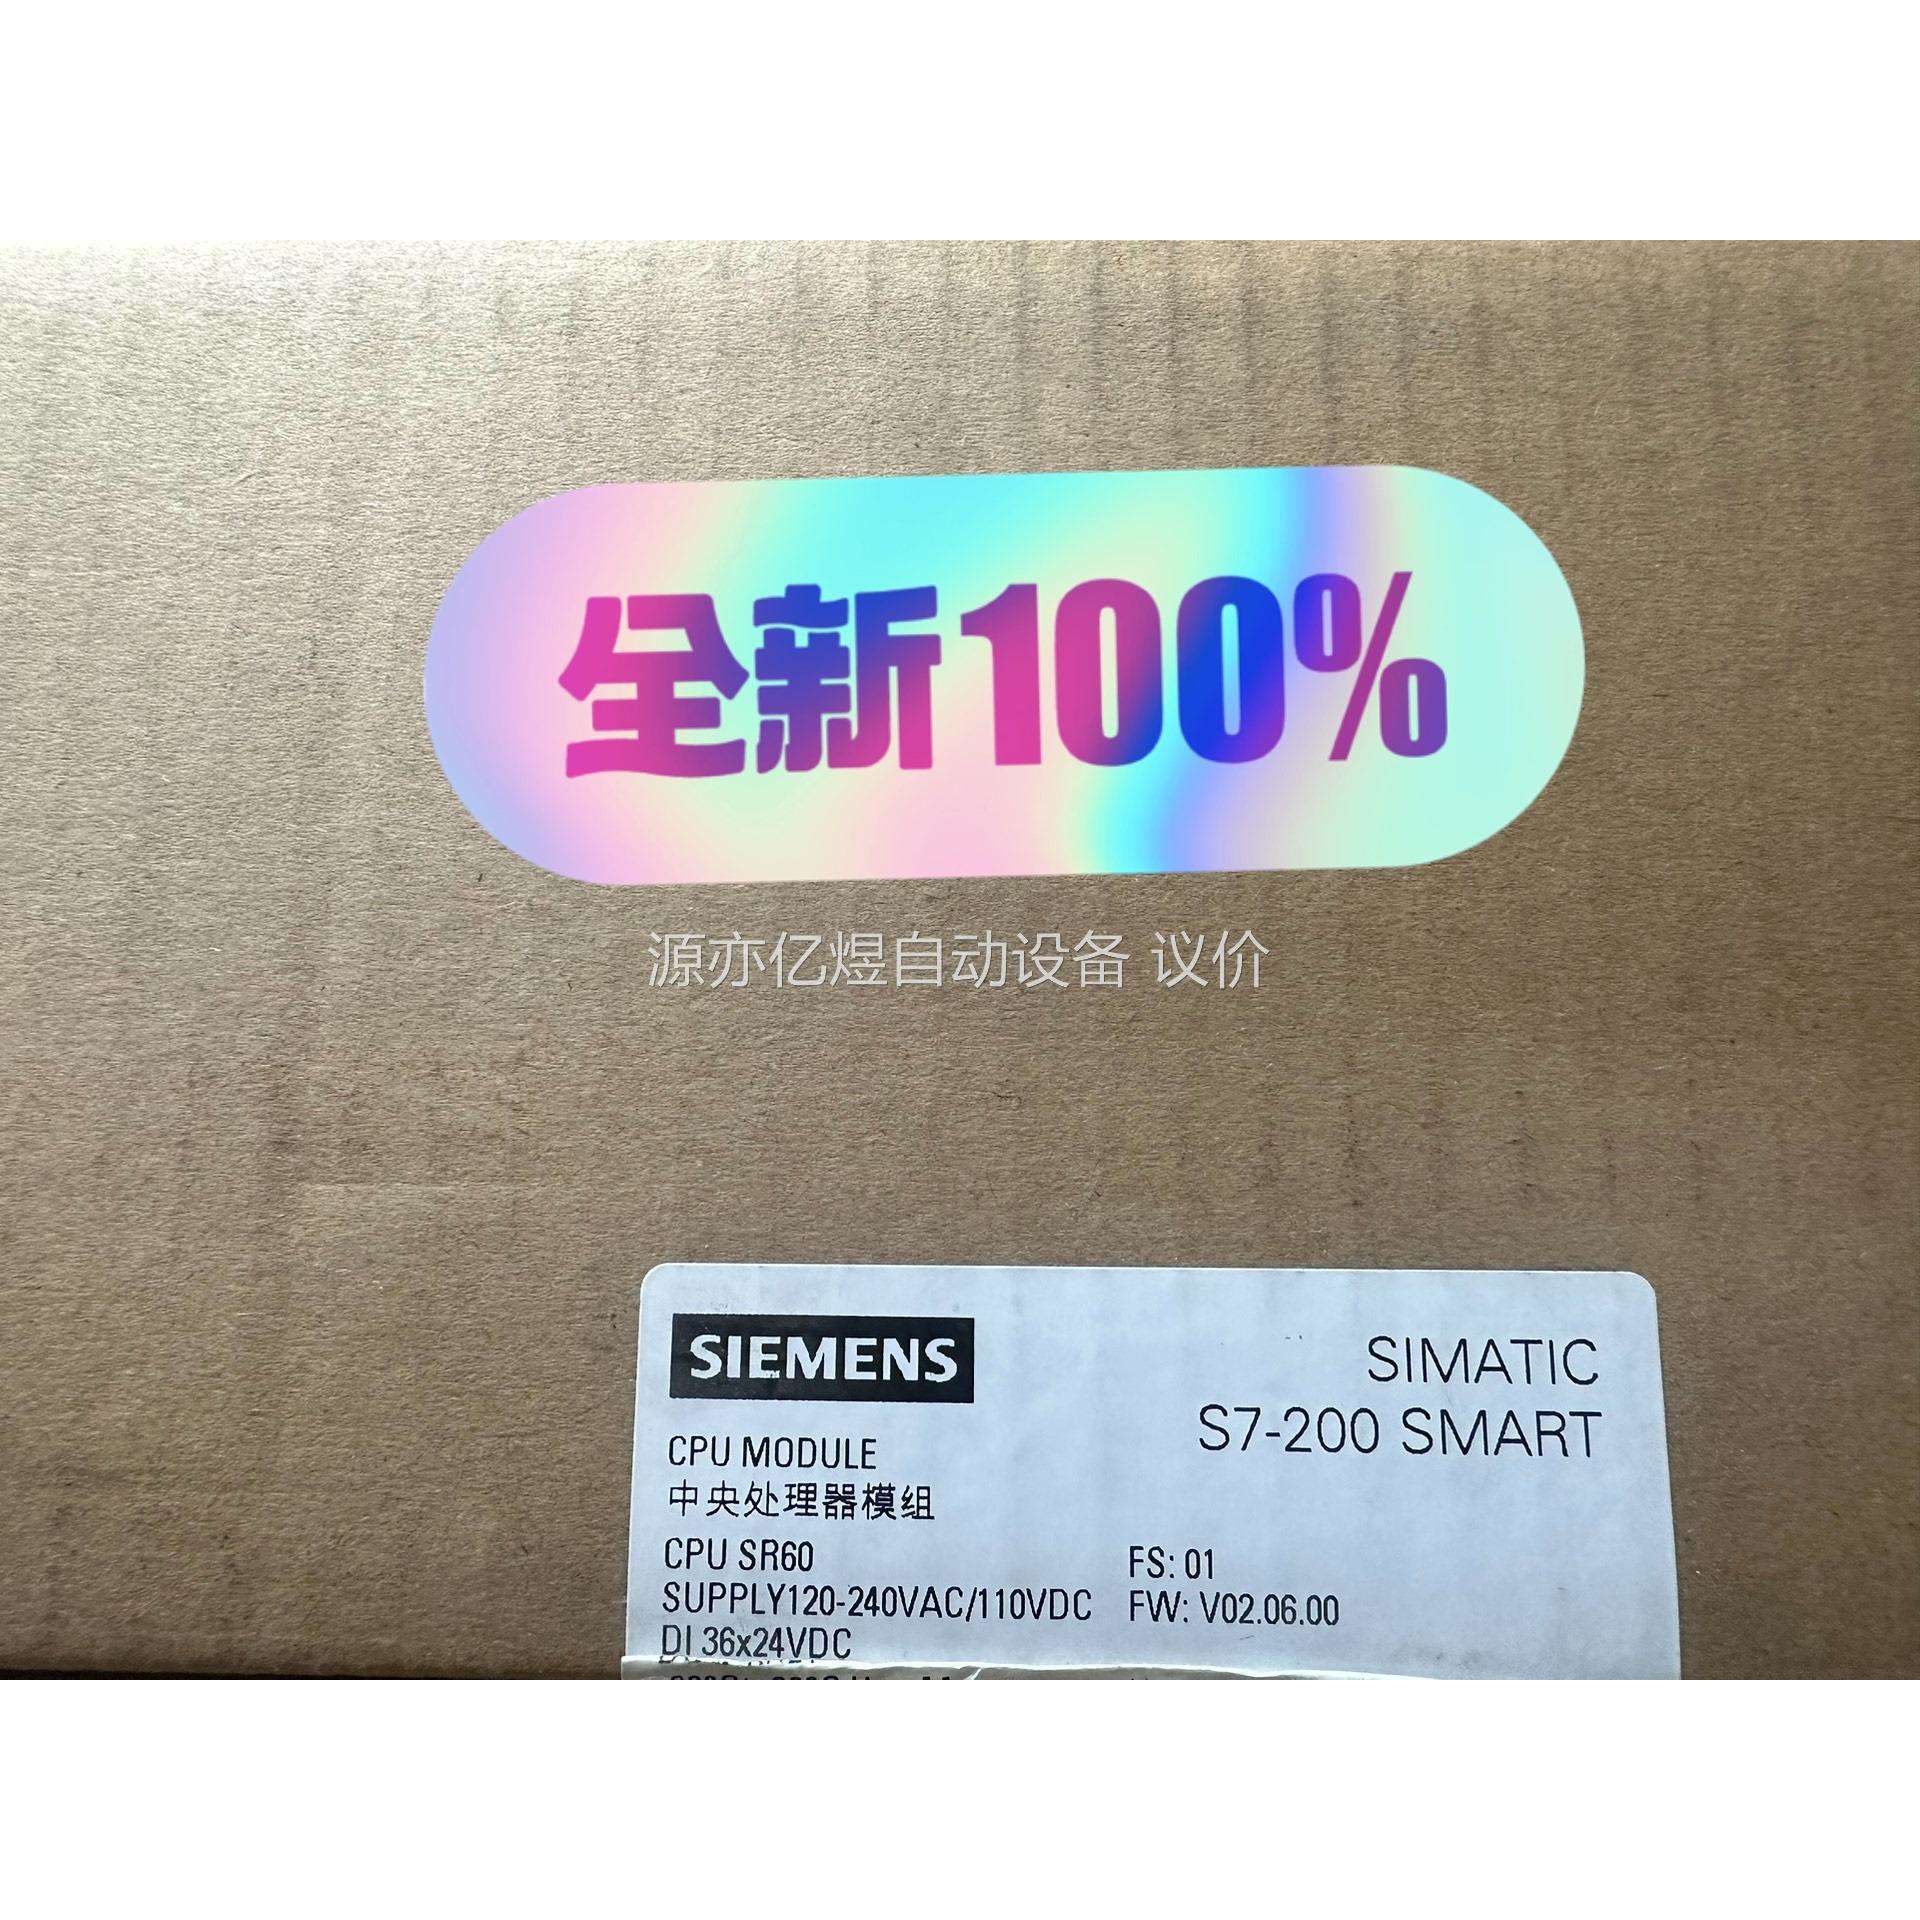 全新100%
源亦亿煜自动设备 议价
SIEMENS
SIMATIC
S7-200 SMART
CPU MODULE
中央处理器模组
CPU SR60
FS: 01
SUPPLY120-240VAC/110VDC
FW: V02.06.00
DI 36x24VDC